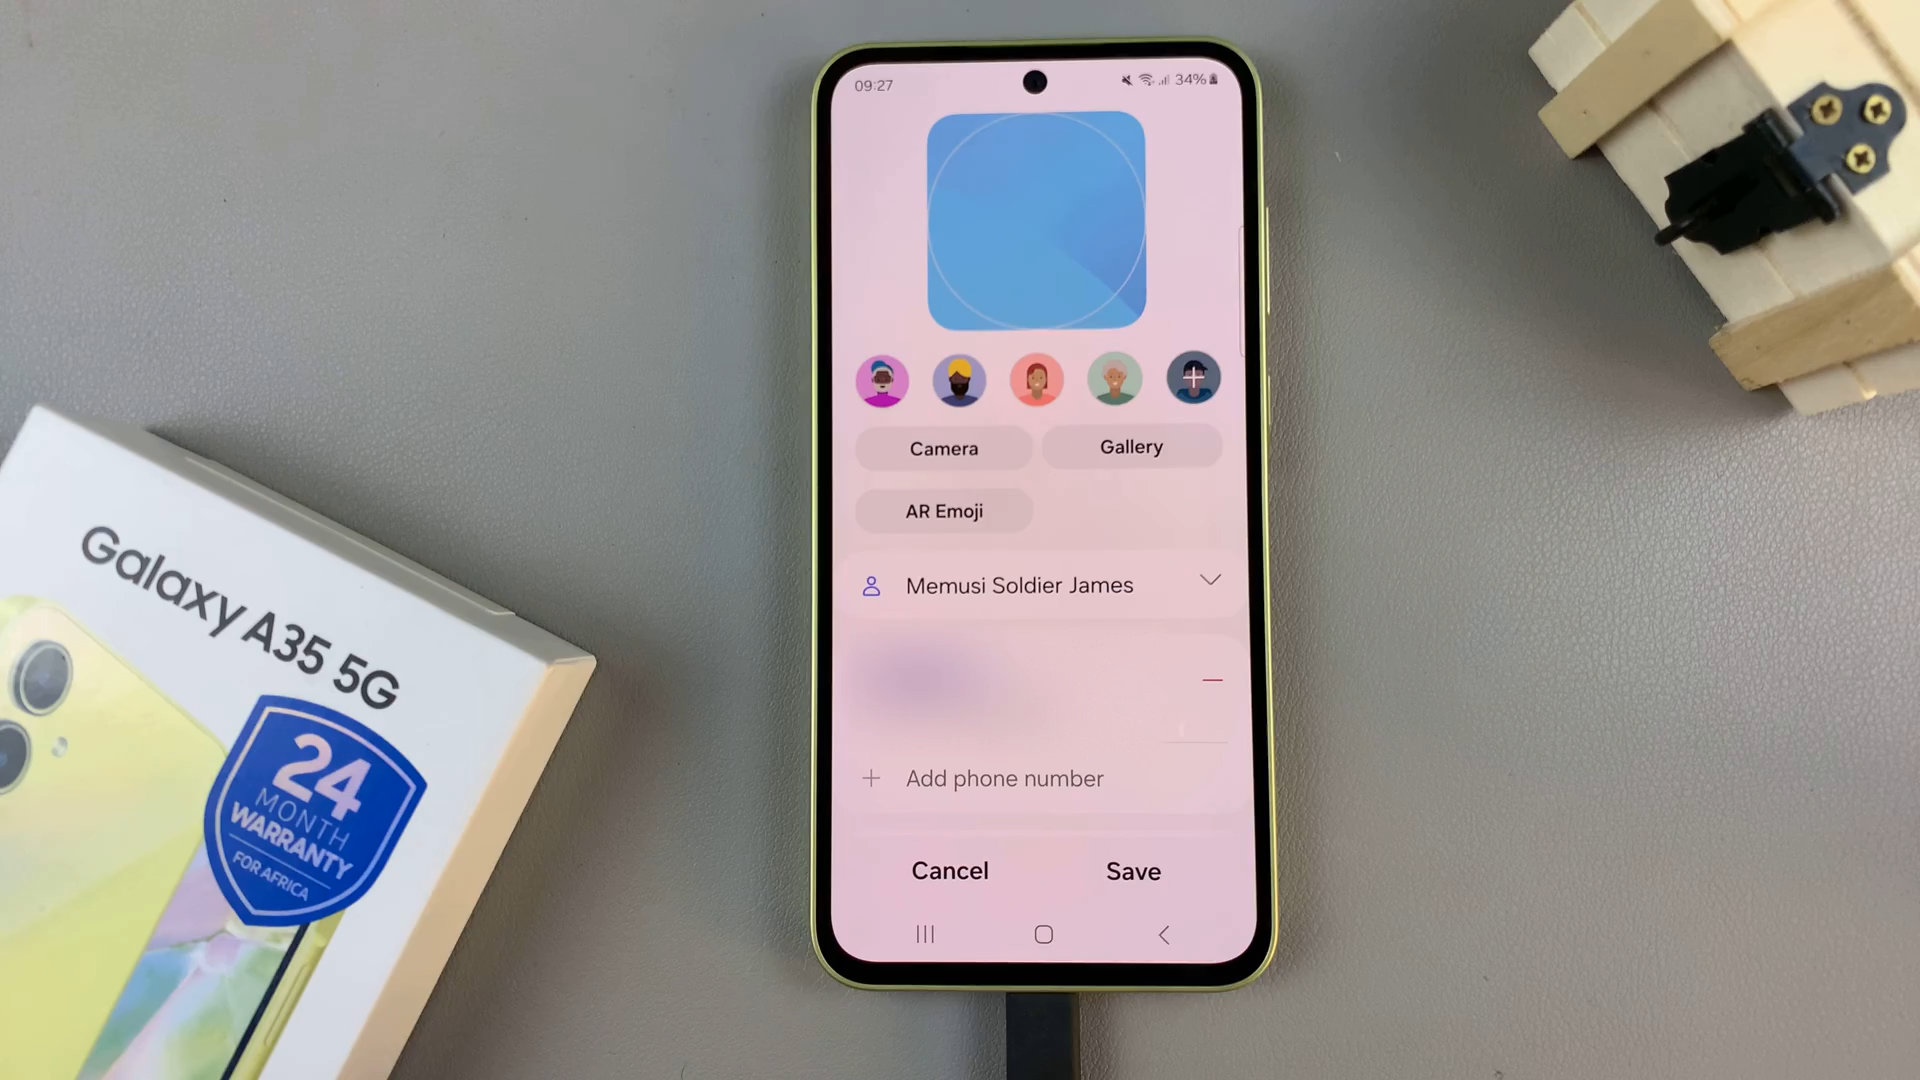 09:27
34%
Camera
Gallery
AR Emoji
Memusi Soldier James
Add phone number
Cancel
Save
Galaxy A35 5G
24
MONTH
WARRANTY
FOR AFRICA